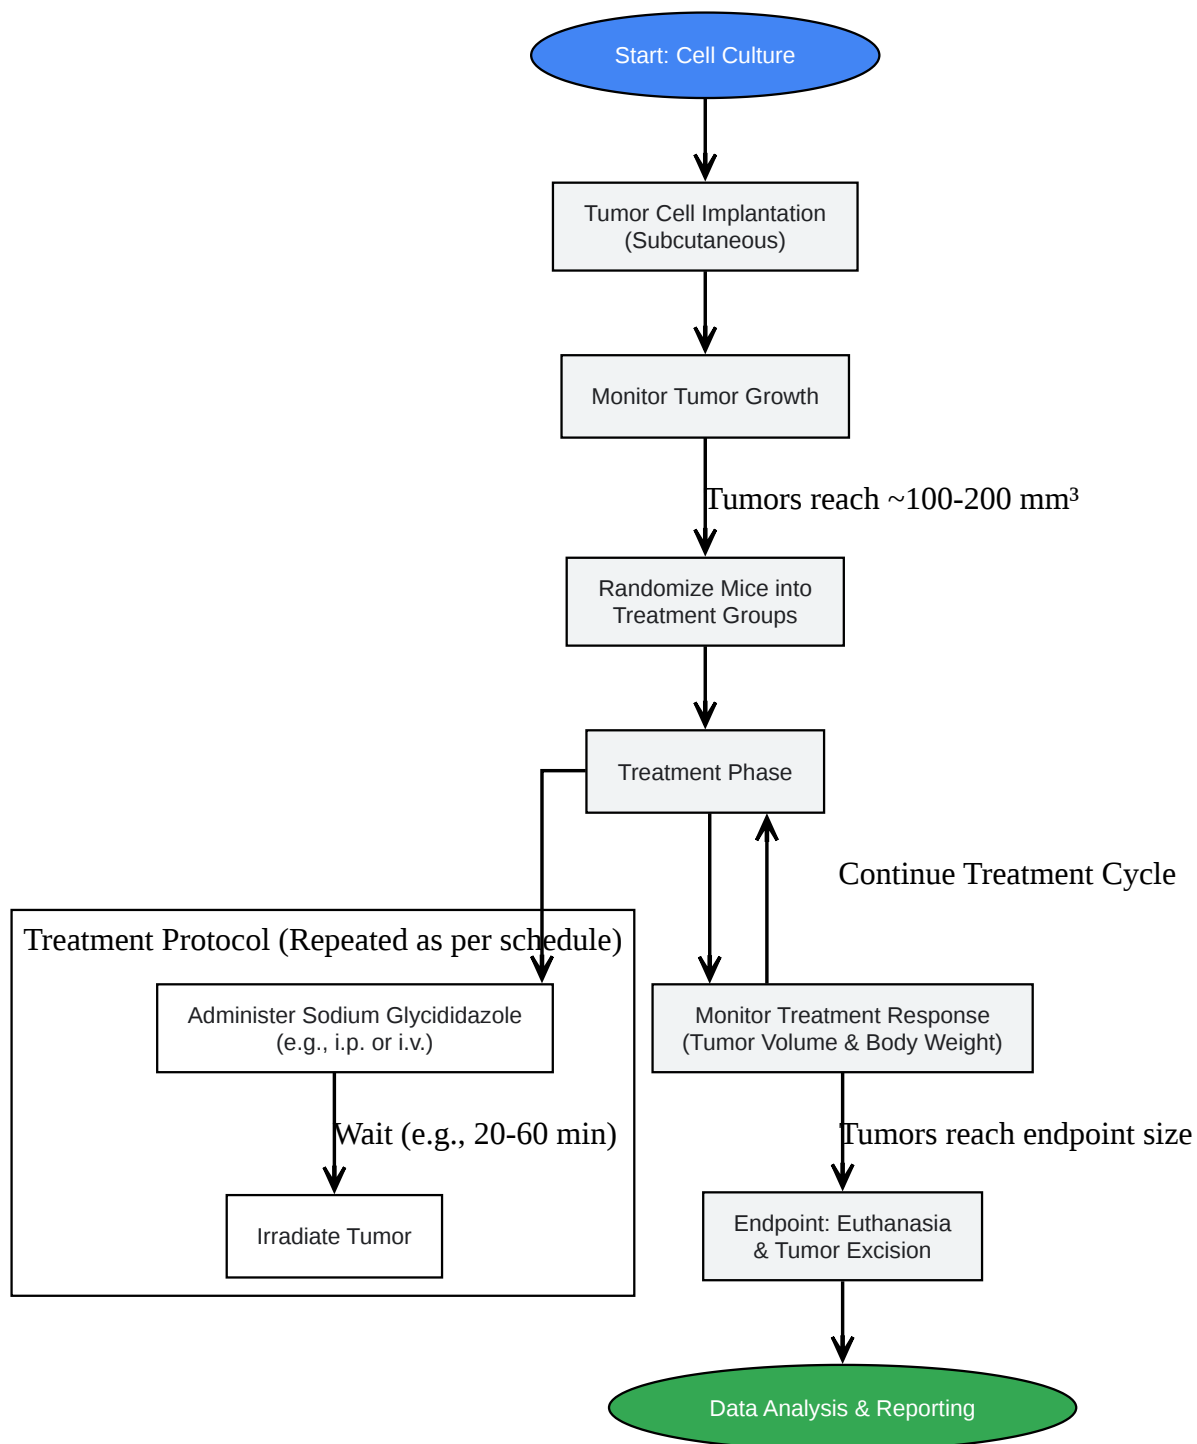 Start: Cell Culture
Tumor Cell Implantation
(Subcutaneous)
Monitor Tumor Growth
Tumors reach ~100-200 mm³
Randomize Mice into
Treatment Groups
Treatment Phase
Continue Treatment Cycle
Treatment Protocol (Repeated as per schedule)
Administer Sodium Glycididazole
(e.g., i.p. or i.v.)
Wait (e.g., 20-60 min)
Irradiate Tumor
Monitor Treatment Response
(Tumor Volume & Body Weight)
Tumors reach endpoint size
Endpoint: Euthanasia
& Tumor Excision
Data Analysis & Reporting